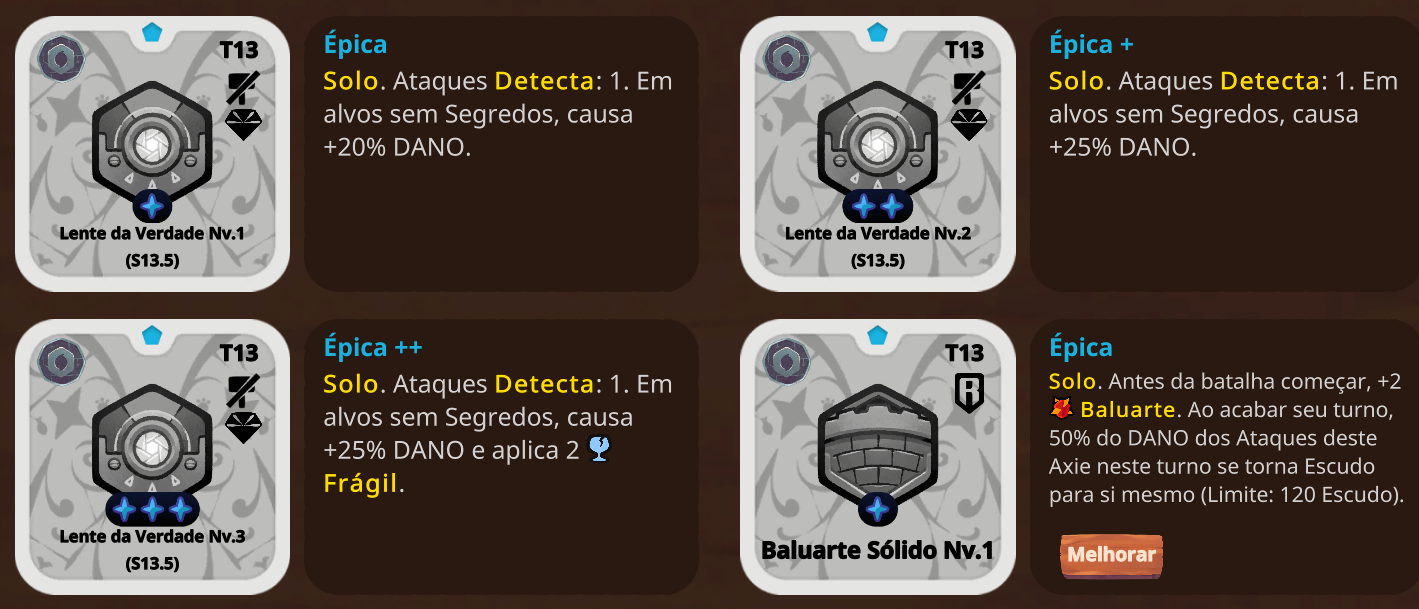 T13
Lente da Verdade Nv.1
(S13.5)
Épica
Solo. Ataques Detecta: 1. Em
alvos sem Segredos, causa
+20% DANO.
T13
Lente da Verdade Nv.2
(S13.5)
Épica +
Solo. Ataques Detecta: 1. Em
alvos sem Segredos, causa
+25% DANO.
T13
Lente da Verdade Nv.3
(S13.5)
Épica ++
Solo. Ataques Detecta: 1. Em
alvos sem Segredos, causa
+25% DANO e aplica 2
Frágil.
T13
Baluarte Sólido Nv.1
Épica
Solo. Antes da batalha começar, +2
Baluarte. Ao acabar seu turno,
50% do DANO dos Ataques deste
Axie neste turno se torna Escudo
para si mesmo (Limite: 120 Escudo).
Melhorar